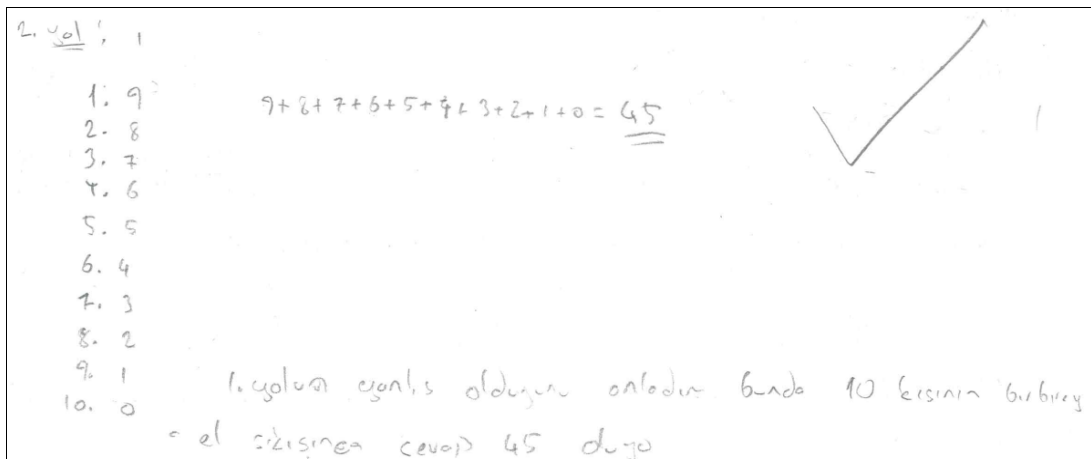 2. yol: 1
1. 9
2. 8
3. 7
4. 6
5. 5
6. 4
7. 3
8. 2
9. 1
10. 0
9+8+7+6+5+4+3+2+1+0 = 45
1. yolun yanlış olduğunu anladım bunda 10 kişinin
el sıkışınca cevap 45 oluyo